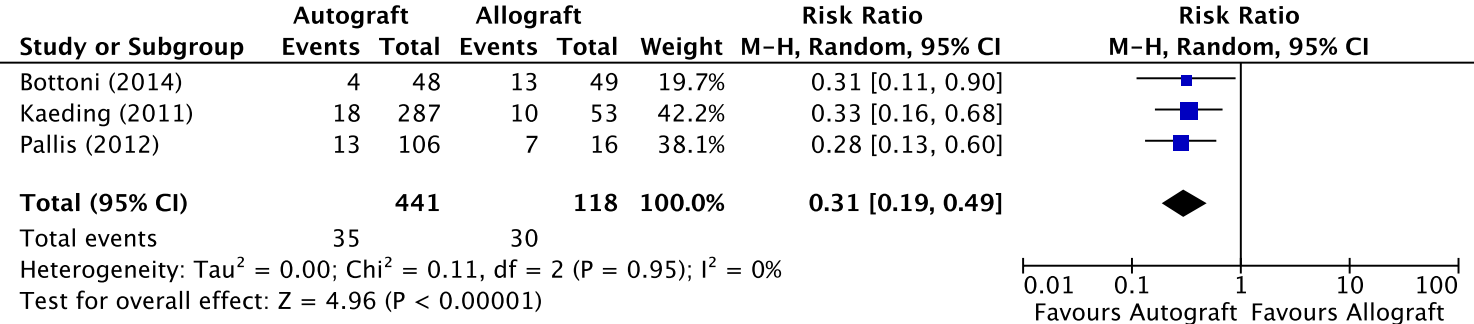 Autograft Allograft Risk Ratio Risk Ratio
Study or Subgroup Events Total Events Total Weight M-H, Random, 95% CI M-H, Random, 95% CI
Bottoni (2014) 4 48 13 49 19.7% 0.31 [0.11, 0.90]
Kaeding (2011) 18 287 10 53 42.2% 0.33 [0.16, 0.68]
Pallis (2012) 13 106 7 16 38.1% 0.28 [0.13, 0.60]
Total (95% CI) 441 118 100.0% 0.31 [0.19, 0.49]
Total events 35 30
Heterogeneity: Tau² = 0.00; Chi² = 0.11, df = 2 (P = 0.95); I² = 0%
Test for overall effect: Z = 4.96 (P < 0.00001)
0.01 0.1 1 10 100
Favours Autograft Favours Allograft